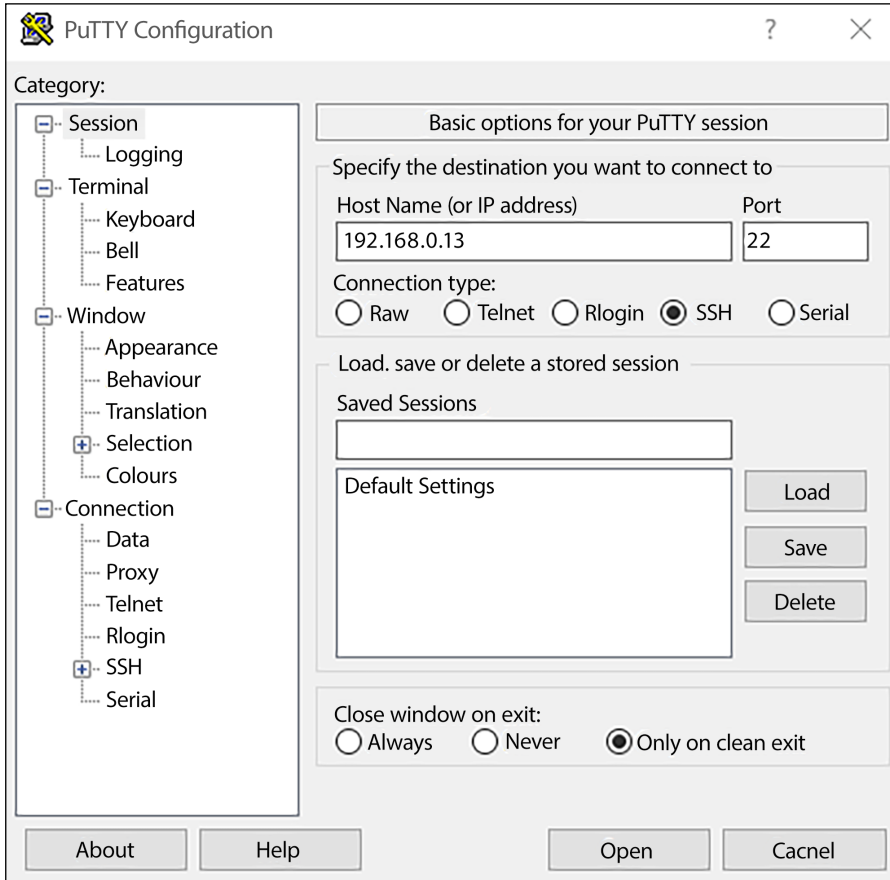 PuTTY Configuration
?
Category:
Session
Logging
Terminal
Keyboard
Bell
Features
Window
Appearance
Behaviour
Translation
Selection
Colours
Connection
Data
Proxy
Telnet
Rlogin
SSH
Serial
Basic options for your PuTTY session
Specify the destination you want to connect to
Host Name (or IP address) Port
192.168.0.13 22
Connection type:
Raw Telnet Rlogin SSH Serial
Load. save or delete a stored session
Saved Sessions
Default Settings
Load
Save
Delete
Close window on exit:
Always Never Only on clean exit
About Help Open Cacnel